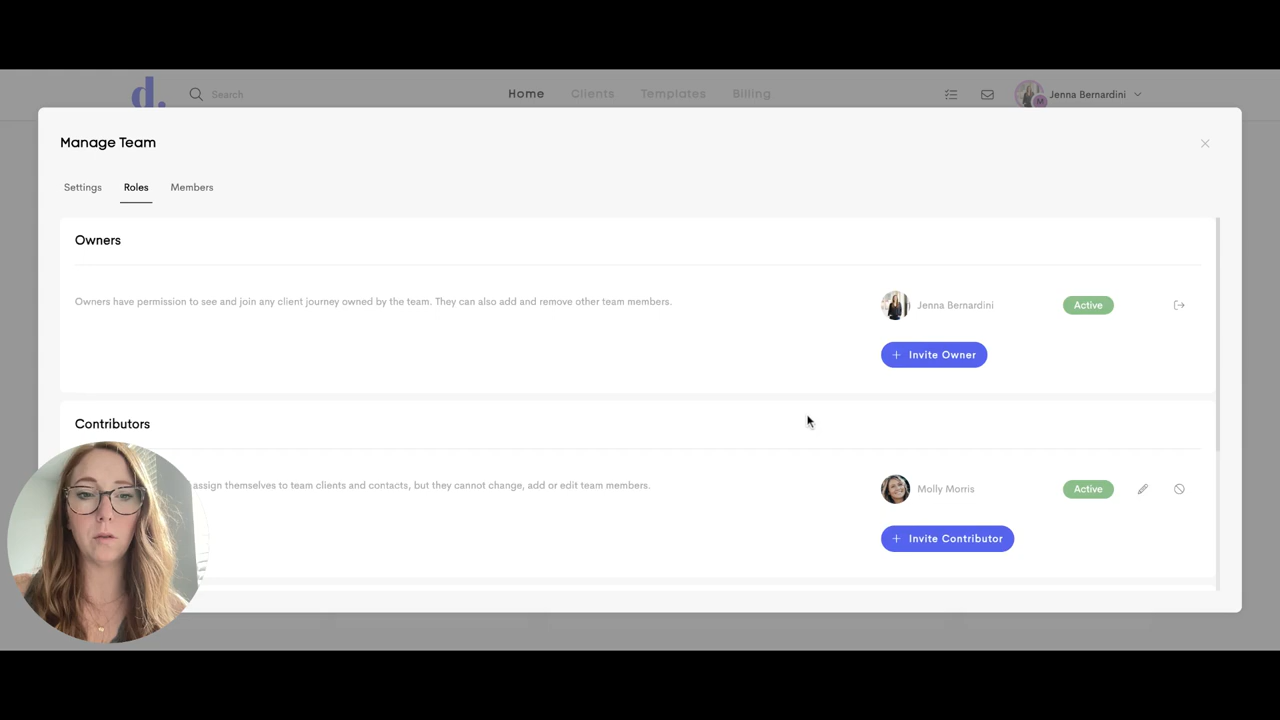 d.
Search
Home
Clients
Templates
Billing
M
Jenna Bernardini
Manage Team
Settings
Roles
Members
Owners
Owners have permission to see and join any client journey owned by the team. They can also add and remove other team members.
Jenna Bernardini
Active
+ Invite Owner
Contributors
assign themselves to team clients and contacts, but they cannot change, add or edit team members.
Molly Morris
Active
+ Invite Contributor